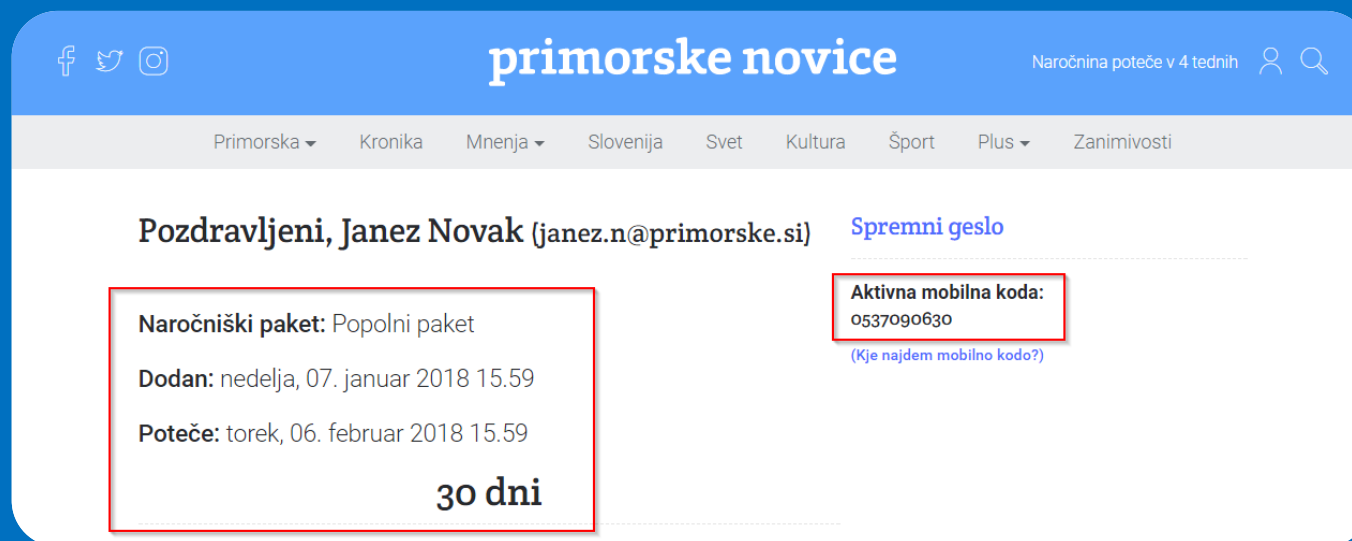 primorske novice
Naročnina poteče v 4 tednih
Primorska Kronika Mnenja Slovenija Svet Kultura Šport Plus Zanimivosti
Pozdravljeni, Janez Novak (janez.n@primorske.si)
Naročniški paket: Popolni paket
Dodan: nedelja, 07. januar 2018 15.59
Poteče: torek, 06. februar 2018 15.59
30 dni
Spremni geslo
Aktivna mobilna koda:
0537090630
(Kje najdem mobilno kodo?)